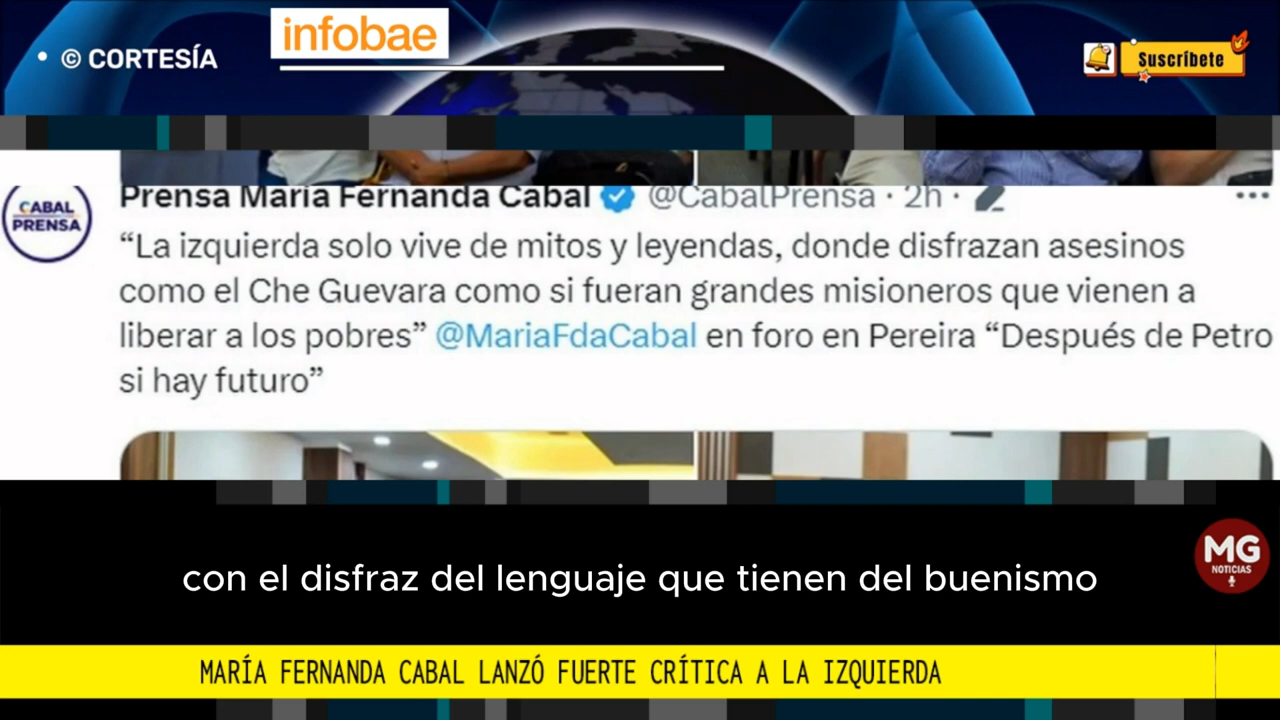 © CORTESÍA
infobae
Suscríbete
CABAL
PRENSA
Prensa María Fernanda Cabal @CabalPrensa · 2h ·
“La izquierda solo vive de mitos y leyendas, donde disfrazan asesinos
como el Che Guevara como si fueran grandes misioneros que vienen a
liberar a los pobres” @MariaFdaCabal en foro en Pereira “Después de Petro
si hay futuro”
con el disfraz del lenguaje que tienen del buenismo
MG
NOTICIAS
MARÍA FERNANDA CABAL LANZÓ FUERTE CRÍTICA A LA IZQUIERDA